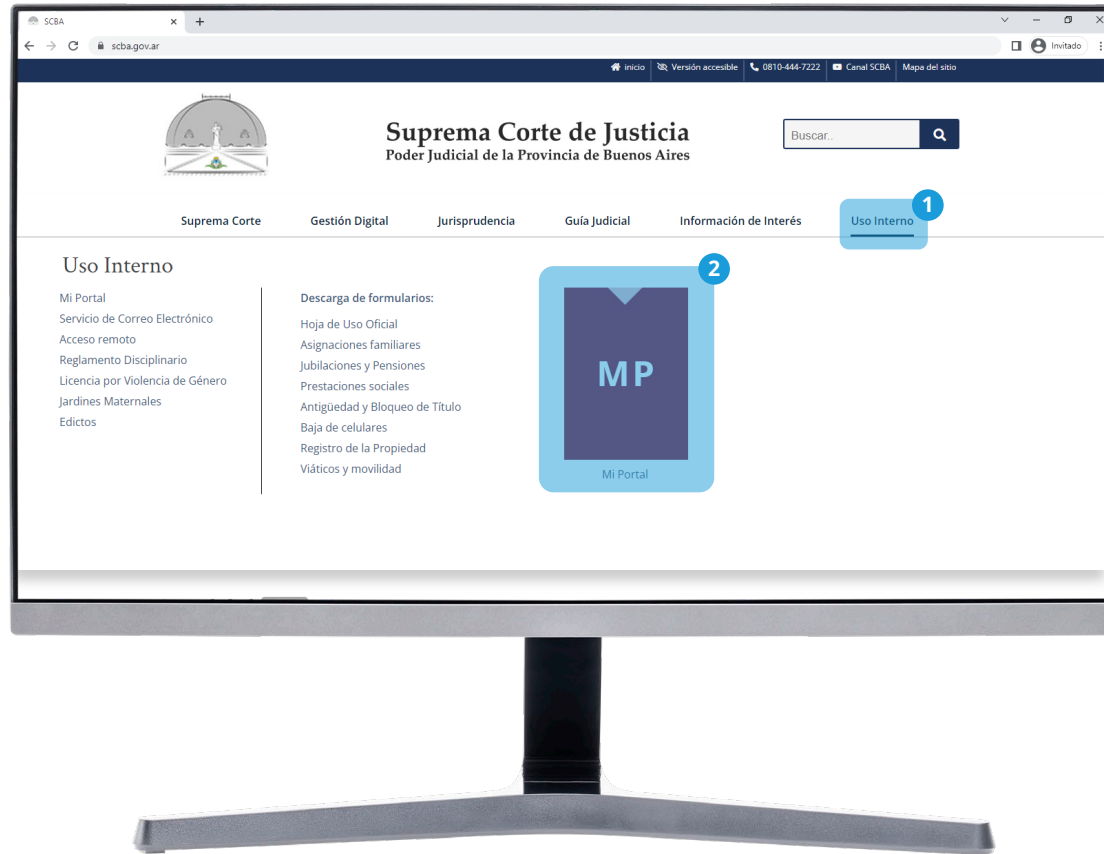 SCBA
scba.gov.ar
Invitado
inicio
Versión accesible
0810-444-7222
Canal SCBA
Mapa del sitio
Suprema Corte de Justicia
Poder Judicial de la Provincia de Buenos Aires
Buscar..
Suprema Corte
Gestión Digital
Jurisprudencia
Guía Judicial
Información de Interés
Uso Interno
1
Uso Interno
Mi Portal
Servicio de Correo Electrónico
Acceso remoto
Reglamento Disciplinario
Licencia por Violencia de Género
Jardines Maternales
Edictos
Descarga de formularios:
Hoja de Uso Oficial
Asignaciones familiares
Jubilaciones y Pensiones
Prestaciones sociales
Antigüedad y Bloqueo de Título
Baja de celulares
Registro de la Propiedad
Viáticos y movilidad
2
MP
Mi Portal